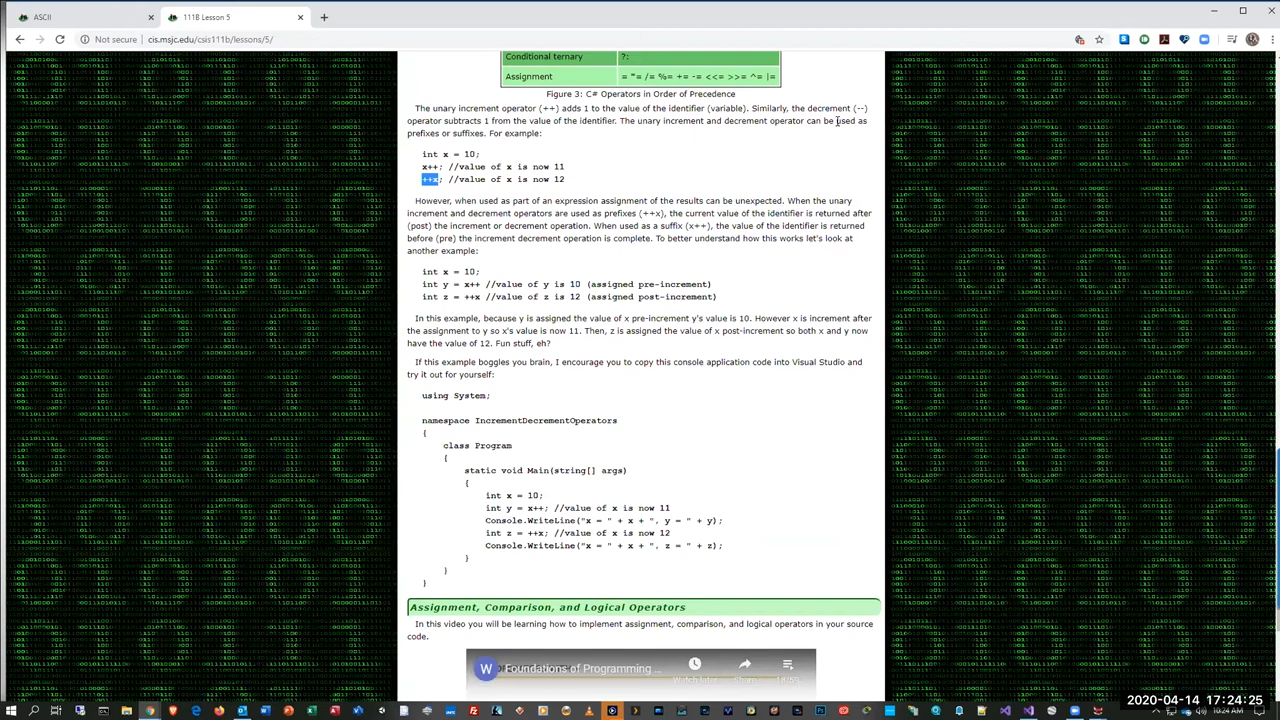 ASCII
111B Lesson 5
Not secure
cis.msjc.edu/csis111b/lessons/5/
Conditional ternary ?:
Assignment = *= /= %= += -= <<= >>= ^= |=
Figure 3: C# Operators in Order of Precedence
The unary increment operator (++) adds 1 to the value of the identifier (variable). Similarly, the decrement (--)
operator subtracts 1 from the value of the identifier. The unary increment and decrement operator can be used as
prefixes or suffixes. For example:
int x = 10;
x++; //value of x is now 11
++x; //value of x is now 12
However, when used as part of an expression assignment of the results can be unexpected. When the unary
increment and decrement operators are used as prefixes (++x), the current value of the identifier is returned after
(post) the increment or decrement operation. When used as a suffix (x++), the value of the identifier is returned
before (pre) the increment decrement operation is complete. To better understand how this works let's look at
another example:
int x = 10;
int y = x++ //value of y is 10 (assigned pre-increment)
int z = ++x //value of z is 12 (assigned post-increment)
In this example, because y is assigned the value of x pre-increment y's value is 10. However x is increment after
the assignment to y so x's value is now 11. Then, z is assigned the value of x post-increment so both x and y now
have the value of 12. Fun stuff, eh?
If this example boggles you brain, I encourage you to copy this console application code into Visual Studio and
try it out for yourself:
using System;
namespace IncrementDecrementOperators
{
class Program
{
static void Main(string[] args)
{
int x = 10;
int y = x++; //value of x is now 11
Console.WriteLine("x = " + x + ", y = " + y);
int z = ++x; //value of x is now 12
Console.WriteLine("x = " + x + ", z = " + z);
}
}
}
Assignment, Comparison, and Logical Operators
In this video you will be learning how to implement assignment, comparison, and logical operators in your source
code.
W Foundations of Programming ...
Watch later Share
2020-04-14 17:24:25
10:24 AM